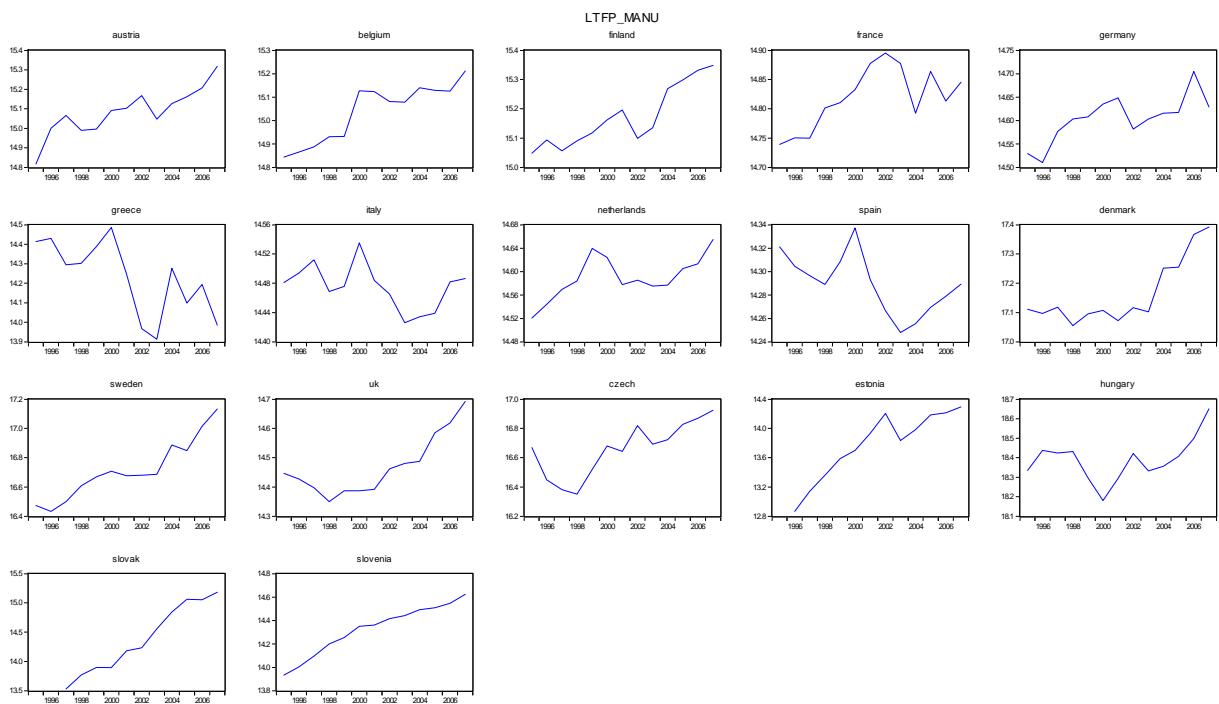 LTFP_MANU
austria
15.4
15.3
15.2
15.1
15.0
14.9
14.8
1996 1998 2000 2002 2004 2006
belgium
15.3
15.2
15.1
15.0
14.9
14.8
1996 1998 2000 2002 2004 2006
finland
15.4
15.3
15.2
15.1
15.0
1996 1998 2000 2002 2004 2006
france
14.90
14.85
14.80
14.75
14.70
1996 1998 2000 2002 2004 2006
germany
14.75
14.70
14.65
14.60
14.55
14.50
1996 1998 2000 2002 2004 2006
greece
14.5
14.4
14.3
14.2
14.1
14.0
13.9
1996 1998 2000 2002 2004 2006
italy
14.56
14.52
14.48
14.44
14.40
1996 1998 2000 2002 2004 2006
netherlands
14.68
14.64
14.60
14.56
14.52
14.48
1996 1998 2000 2002 2004 2006
spain
14.34
14.32
14.30
14.28
14.26
14.24
1996 1998 2000 2002 2004 2006
denmark
17.4
17.3
17.2
17.1
17.0
1996 1998 2000 2002 2004 2006
sweden
17.2
17.0
16.8
16.6
16.4
1996 1998 2000 2002 2004 2006
uk
14.7
14.6
14.5
14.4
14.3
1996 1998 2000 2002 2004 2006
czech
17.0
16.8
16.6
16.4
16.2
1996 1998 2000 2002 2004 2006
estonia
14.4
14.0
13.6
13.2
12.8
1996 1998 2000 2002 2004 2006
hungary
18.7
18.6
18.5
18.4
18.3
18.2
18.1
1996 1998 2000 2002 2004 2006
slovak
15.5
15.0
14.5
14.0
13.5
1996 1998 2000 2002 2004 2006
slovenia
14.8
14.6
14.4
14.2
14.0
13.8
1996 1998 2000 2002 2004 2006